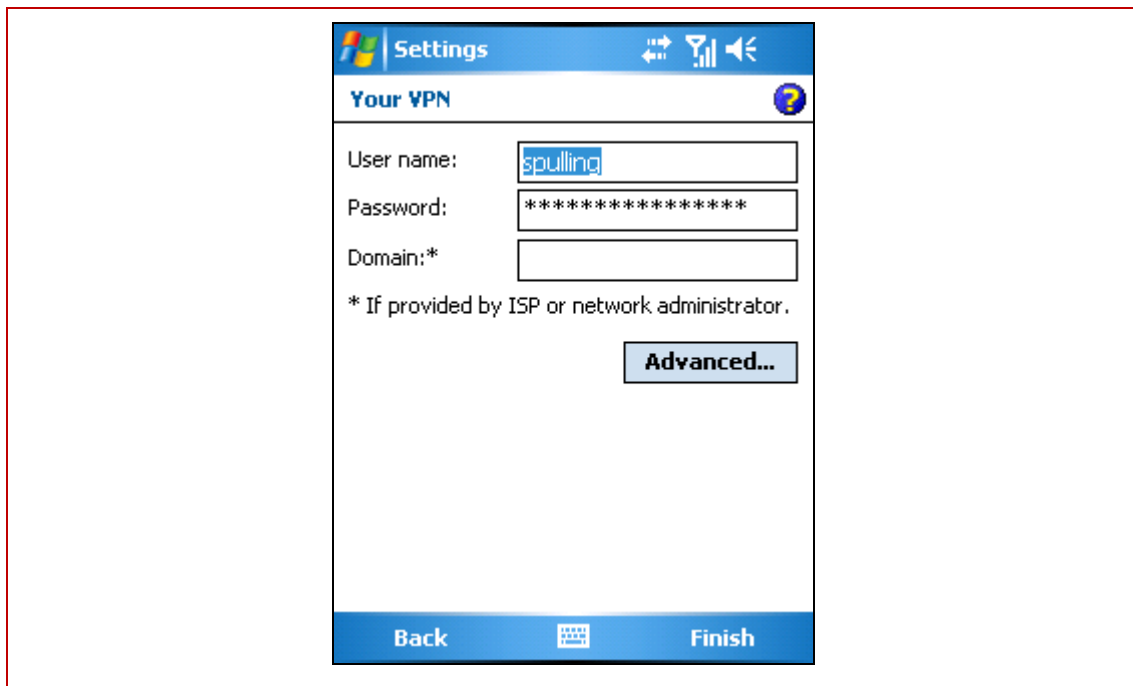 Settings
Your VPN
User name: spulling
Password: ****************
Domain:*
* If provided by ISP or network administrator.
Advanced...
Back Finish